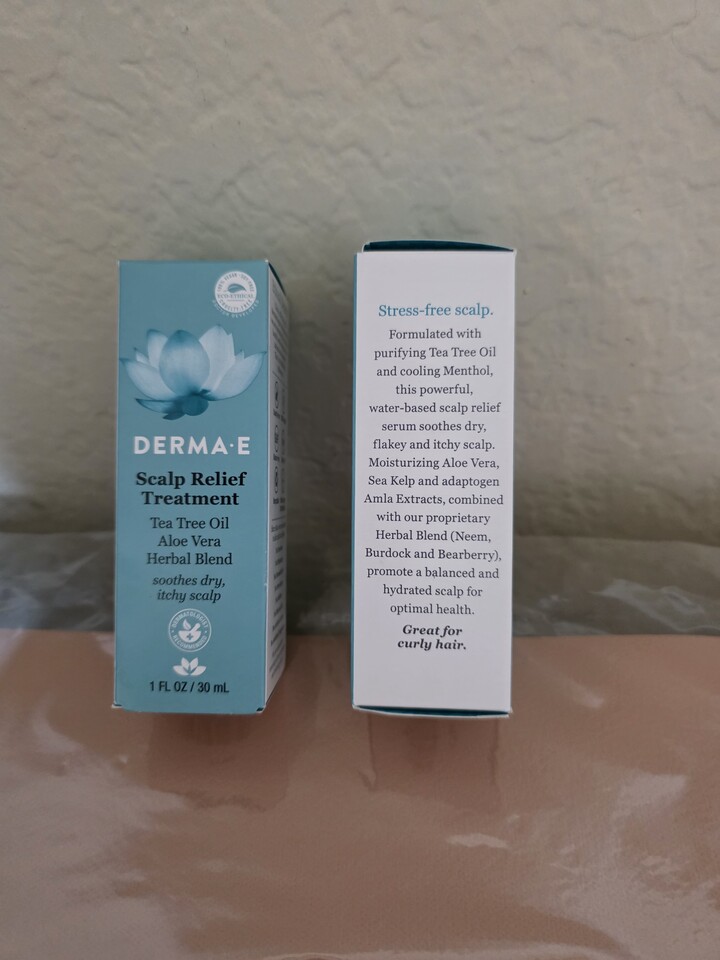 ECO-ETHICAL
DERMA·E
Scalp Relief
Treatment
Tea Tree Oil
Aloe Vera
Herbal Blend
soothes dry,
itchy scalp
DERMATOLOGIST
RECOMMENDED
1 FL OZ / 30 mL
Stress-free scalp.
Formulated with
purifying Tea Tree Oil
and cooling Menthol,
this powerful,
water-based scalp relief
serum soothes dry,
flakey and itchy scalp.
Moisturizing Aloe Vera,
Sea Kelp and adaptogen
Amla Extracts, combined
with our proprietary
Herbal Blend (Neem,
Burdock and Bearberry),
promote a balanced and
hydrated scalp for
optimal health.
Great for
curly hair.